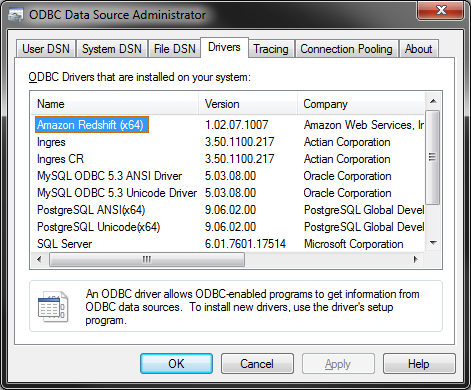 ODBC Data Source Administrator
User DSN System DSN File DSN Drivers Tracing Connection Pooling About
ODBC Drivers that are installed on your system:
Name Version Company
Amazon Redshift (x64) 1.02.07.1007 Amazon Web Services, In
Ingres 3.50.1100.217 Actian Corporation
Ingres CR 3.50.1100.217 Actian Corporation
MySQL ODBC 5.3 ANSI Driver 5.03.08.00 Oracle Corporation
MySQL ODBC 5.3 Unicode Driver 5.03.08.00 Oracle Corporation
PostgreSQL ANSI(x64) 9.06.02.00 PostgreSQL Global Devel
PostgreSQL Unicode(x64) 9.06.02.00 PostgreSQL Global Devel
SQL Server 6.01.7601.17514 Microsoft Corporation
An ODBC driver allows ODBC-enabled programs to get information from
ODBC data sources. To install new drivers, use the driver's setup
program.
OK Cancel Apply Help